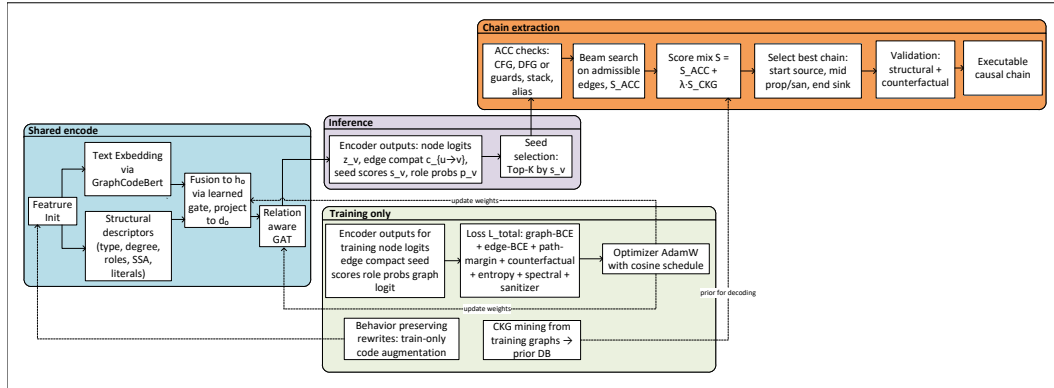 Chain extraction
ACC checks:
CFG, DFG or
guards, stack,
alias
Beam search
on admissible
edges, S_ACC
Score mix S =
S_ACC +
λ·S_CKG
Select best chain:
start source, mid
prop/san, end sink
Validation:
structural +
counterfactual
Executable
causal chain
Inference
Encoder outputs: node logits
z_v, edge compat c_{u→v},
seed scores s_v, role probs p_v
Seed
selection:
Top-K by s_v
Shared encode
Text Exbedding
via
GraphCodeBert
Feartrure
Init
Structural
descriptors
(type, degree,
roles, SSA,
literals)
Fusion to h₀
via learned
gate, project
to d₀
Relation
aware
GAT
update weights
Training only
Encoder outputs for
training node logits
edge compact seed
scores role probs graph
logit
Loss L_total: graph-BCE
+ edge-BCE + path-
margin + counterfactual
+ entropy + spectral +
sanitizer
Optimizer AdamW
with cosine schedule
prior for decoding
update weights
Behavior preserving
rewrites: train-only
code augmentation
CKG mining from
training graphs →
prior DB